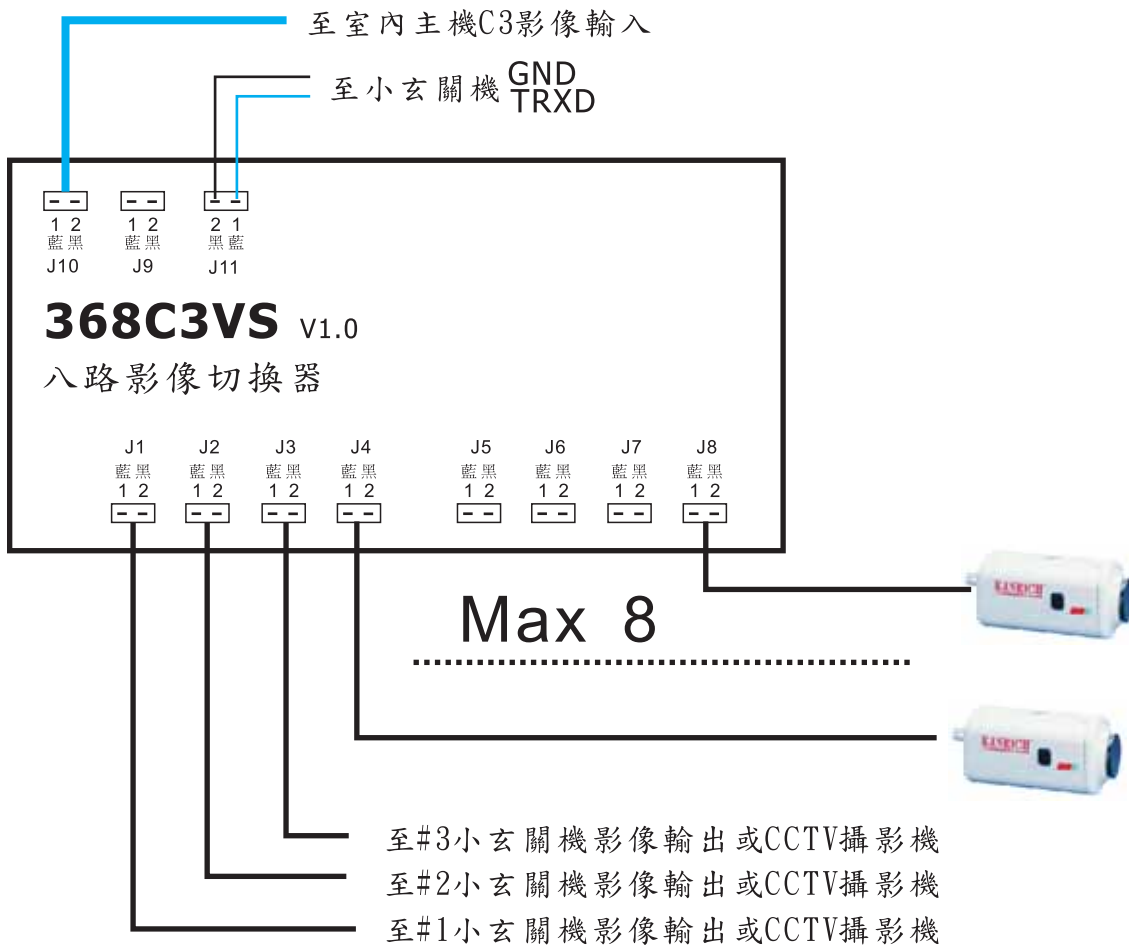 至室內主機C3影像輸入
至小玄關機 GND
TRXD
1 2 1 2 2 1
藍黑 藍黑 黑藍
J10 J9 J11
368C3VS V1.0
八路影像切換器
J1 J2 J3 J4 J5 J6 J7 J8
藍黑 藍黑 藍黑 藍黑 藍黑 藍黑 藍黑 藍黑
1 2 1 2 1 2 1 2 1 2 1 2 1 2 1 2
KANRICH
Max 8
KANRICH
至#3小玄關機影像輸出或CCTV攝影機
至#2小玄關機影像輸出或CCTV攝影機
至#1小玄關機影像輸出或CCTV攝影機